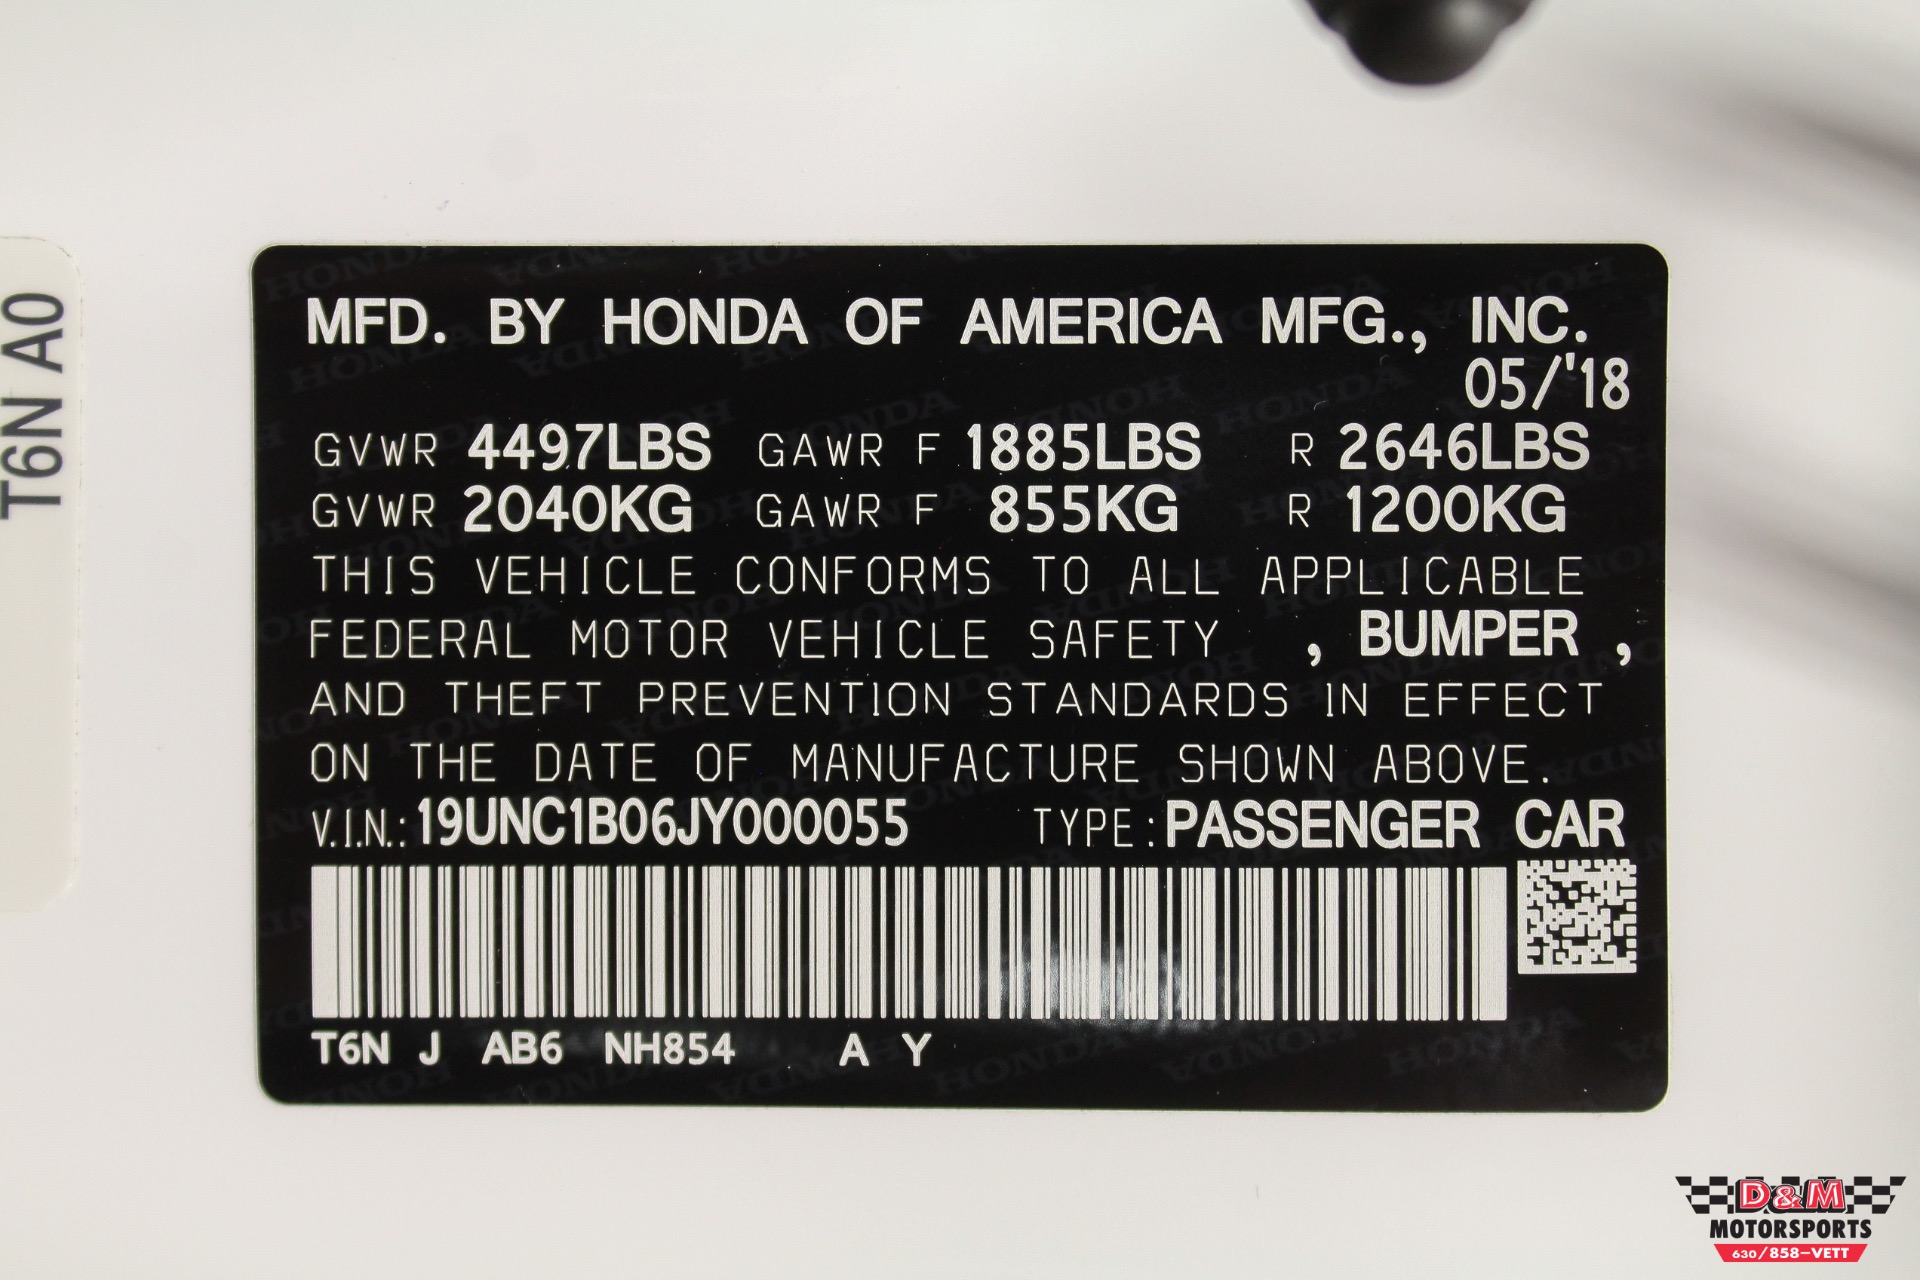 MFD. BY HONDA OF AMERICA MFG., INC.
05/'18
GVWR 4497LBS GAWR F 1885LBS R 2646LBS
GVWR 2040KG GAWR F 855KG R 1200KG
THIS VEHICLE CONFORMS TO ALL APPLICABLE
FEDERAL MOTOR VEHICLE SAFETY , BUMPER ,
AND THEFT PREVENTION STANDARDS IN EFFECT
ON THE DATE OF MANUFACTURE SHOWN ABOVE.
V.I.N.: 19UNC1B06JY000055 TYPE: PASSENGER CAR
T6N J AB6 NH854 A Y
T6N A0
D&M
MOTORSPORTS
630/858-VETT